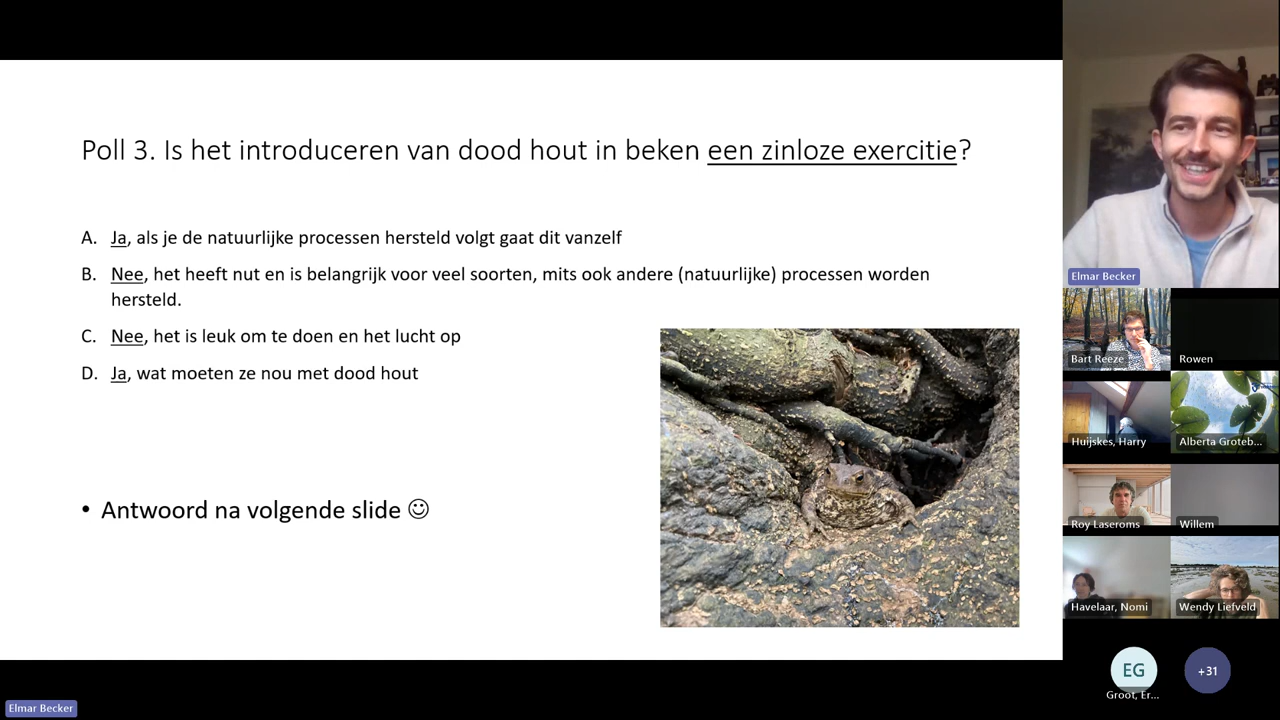 Poll 3. Is het introduceren van dood hout in beken een zinloze exercitie?
A. Ja, als je de natuurlijke processen hersteld volgt gaat dit vanzelf
B. Nee, het heeft nut en is belangrijk voor veel soorten, mits ook andere (natuurlijke) processen worden
hersteld.
C. Nee, het is leuk om te doen en het lucht op
D. Ja, wat moeten ze nou met dood hout
• Antwoord na volgende slide ☺
Elmar Becker
Bart Reeze
Rowen
Huijskes, Harry
Alberta Groteb...
Roy Laseroms
Willem
Havelaar, Nomi
Wendy Liefveld
EG
+31
Groot, Er...
Elmar Becker